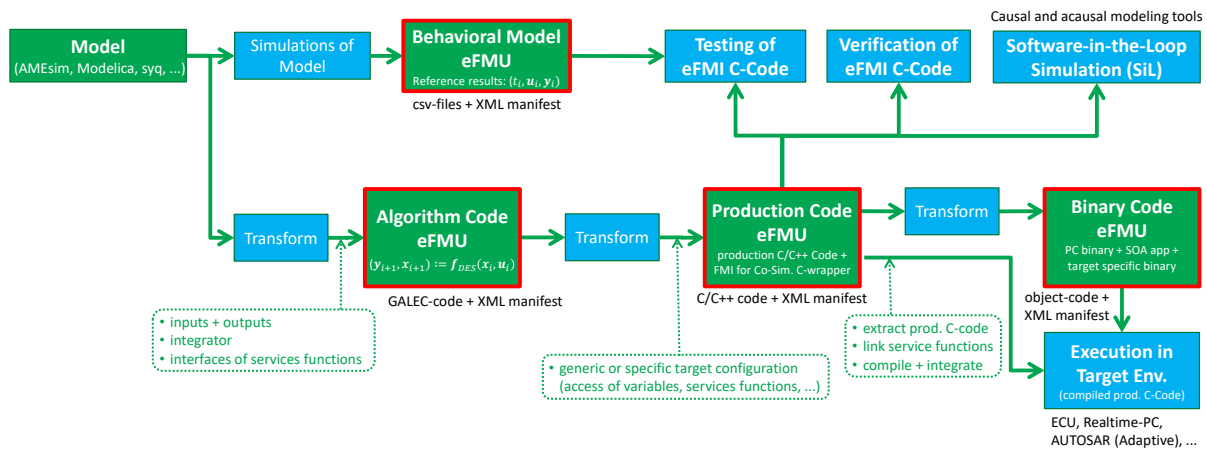 Causal and acausal modeling tools
Model
(AMEsim, Modelica, syq, ...)
Simulations of
Model
Behavioral Model
eFMU
Reference results: (tᵢ, uᵢ, yᵢ)
csv-files + XML manifest
Testing of
eFMI C-Code
Verification of
eFMI C-Code
Software-in-the-Loop
Simulation (SiL)
Transform
Algorithm Code
eFMU
(yᵢ₊₁, xᵢ₊₁) := f_DES(xᵢ, uᵢ)
GALEC-code + XML manifest
Transform
Production Code
eFMU
production C/C++ Code +
FMI for Co-Sim. C-wrapper
C/C++ code + XML manifest
Transform
Binary Code
eFMU
PC binary + SOA app +
target specific binary
object-code +
XML manifest
• inputs + outputs
• integrator
• interfaces of services functions
• generic or specific target configuration
(access of variables, services functions, ...)
• extract prod. C-code
• link service functions
• compile + integrate
Execution in
Target Env.
(compiled prod. C-Code)
ECU, Realtime-PC,
AUTOSAR (Adaptive), ...